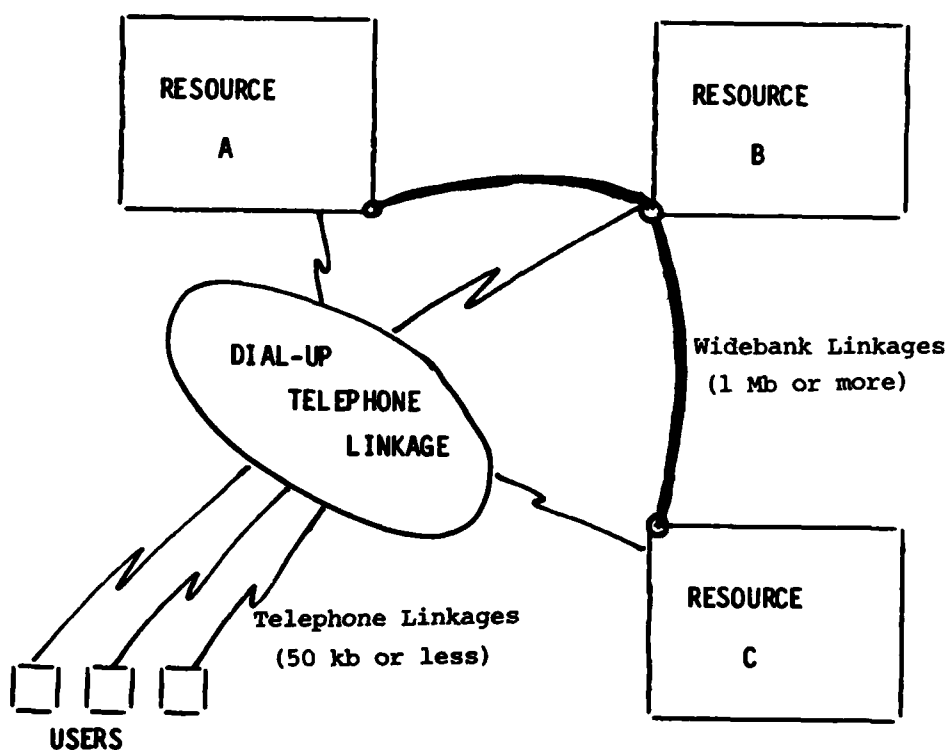 RESOURCE
A
RESOURCE
B
DIAL-UP
TELEPHONE
LINKAGE
Widebank Linkages
(1 Mb or more)
Telephone Linkages
(50 kb or less)
RESOURCE
C
USERS